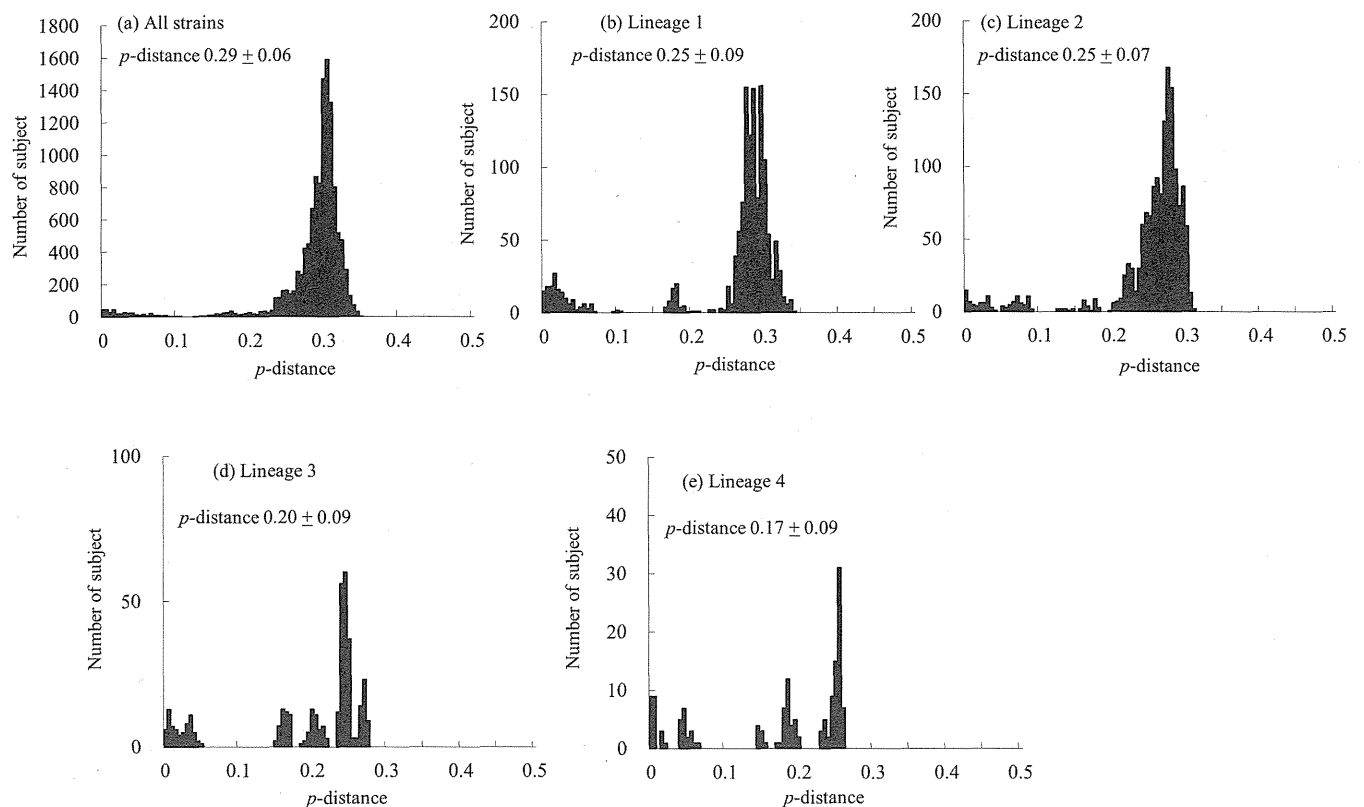 (a) All strains
p-distance 0.29 ± 0.06
Number of subject
1800
1600
1400
1200
1000
800
600
400
200
0
0 0.1 0.2 0.3 0.4 0.5
p-distance
(b) Lineage 1
p-distance 0.25 ± 0.09
Number of subject
200
150
100
50
0
0 0.1 0.2 0.3 0.4 0.5
p-distance
(c) Lineage 2
p-distance 0.25 ± 0.07
Number of subject
200
150
100
50
0
0 0.1 0.2 0.3 0.4 0.5
p-distance
(d) Lineage 3
p-distance 0.20 ± 0.09
Number of subject
100
50
0
0 0.1 0.2 0.3 0.4 0.5
p-distance
(e) Lineage 4
p-distance 0.17 ± 0.09
Number of subject
50
40
30
20
10
0
0 0.1 0.2 0.3 0.4 0.5
p-distance